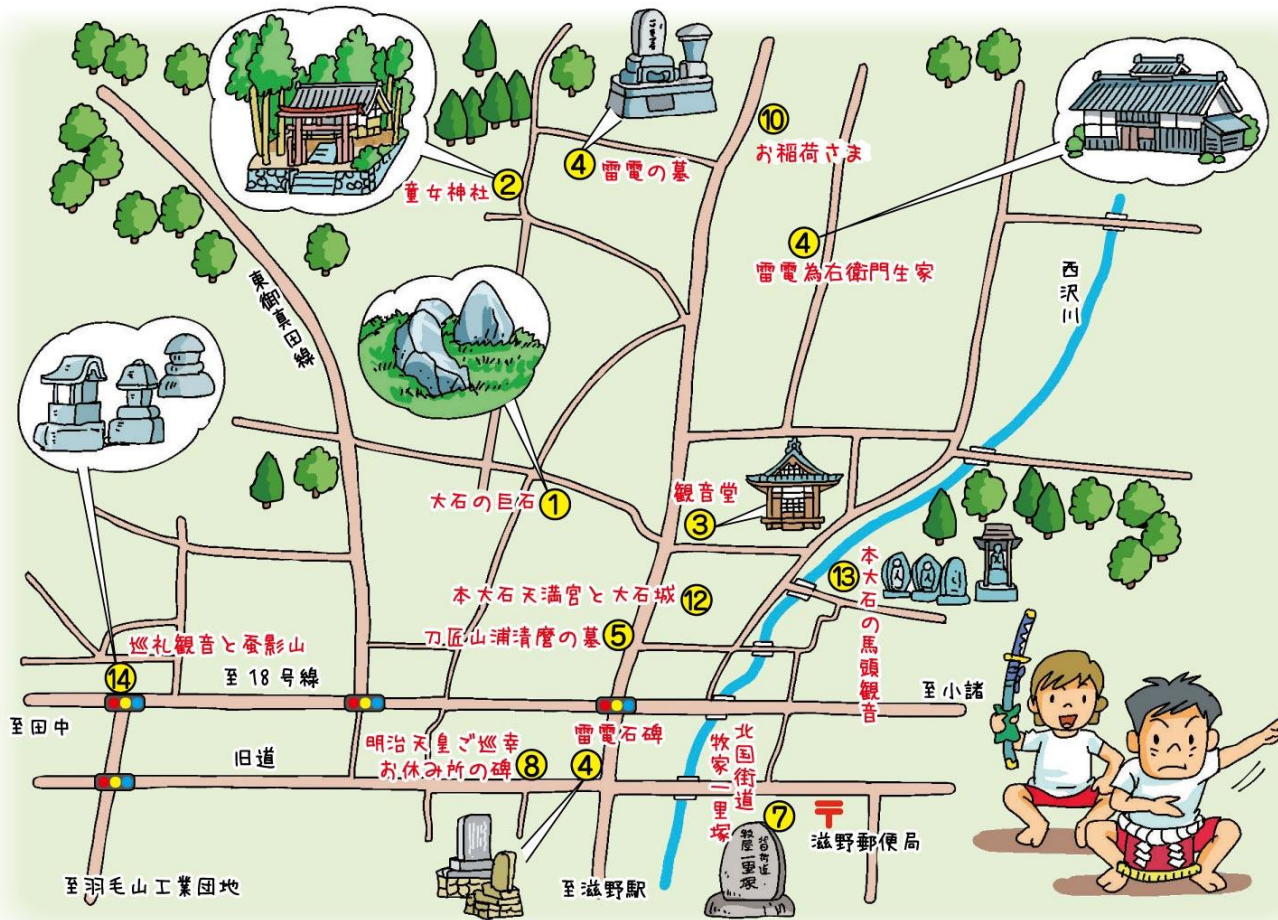 ④
雷電の墓
⑩
お稲荷さま
童女神社
②
④
雷電為右衛門生家
西沢川
東御真田線
大石の巨石
①
観音堂
③
本大石天満宮と大石城
⑫
刀匠山浦清麿の墓
⑤
⑬
本大石の馬頭観音
巡礼観音と蚕影山
⑭
至18号線
至小諸
至田中
旧道
明治天皇ご巡幸
お休み所の碑
⑧
雷電石碑
④
北国街道
牧家一里塚
⑦
〒
滋野郵便局
至羽毛山工業団地
至滋野駅
牧家一里塚